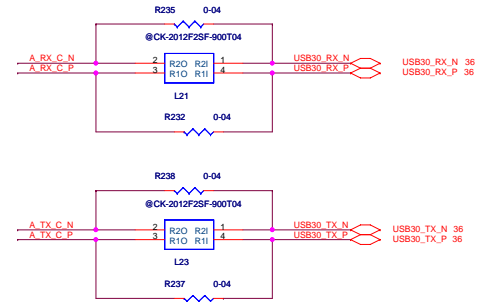 R235 0-04
@CK-2012F2SF-900T04
A_RX_C_N 2 R2O R2I 1 USB30_RX_N USB30_RX_N 36
A_RX_C_P 3 R1O R1I 4 USB30_RX_P USB30_RX_P 36
L21
R232 0-04
R238 0-04
@CK-2012F2SF-900T04
A_TX_C_N 2 R2O R2I 1 USB30_TX_N USB30_TX_N 36
A_TX_C_P 3 R1O R1I 4 USB30_TX_P USB30_TX_P 36
L23
R237 0-04